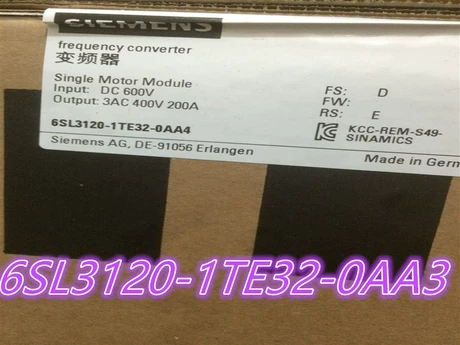 SIEMENS
frequency converter
变频器
Single Motor Module
Input: DC 600V
Output: 3AC 400V 200A
6SL3120-1TE32-0AA4
Siemens AG, DE-91056 Erlangen
FS: D
FW:
RS: E
KCC-REM-S49-
SINAMICS
Made in Germ
6SL3120-1TE32-0AA3